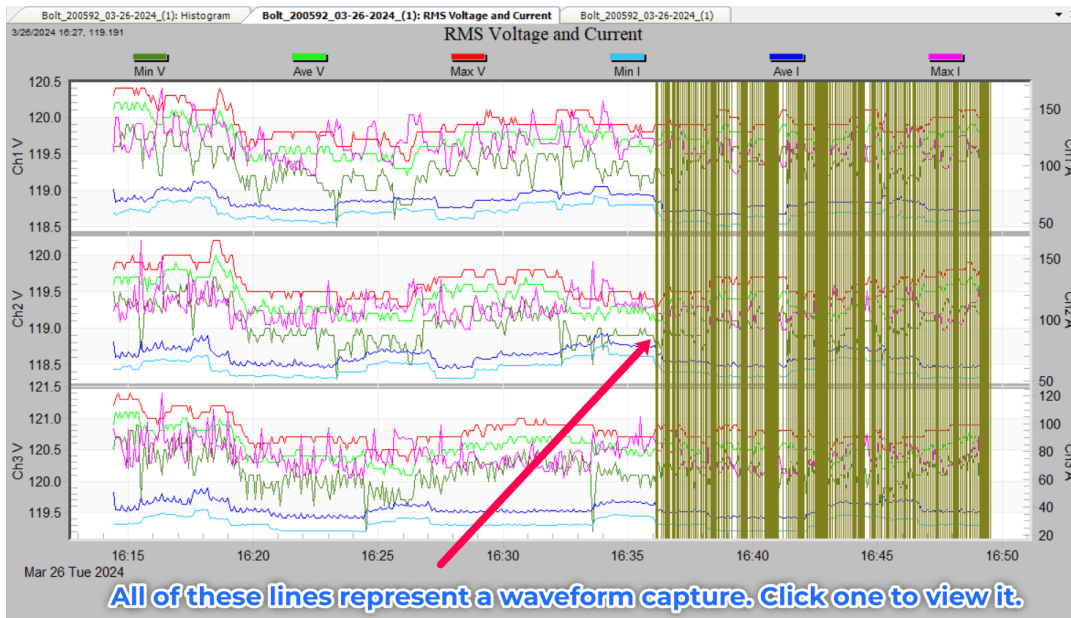 Bolt_200592_03-26-2024_(1): Histogram
Bolt_200592_03-26-2024_(1): RMS Voltage and Current
Bolt_200592_03-26-2024_(1)
3/26/2024 16:27, 119.191
RMS Voltage and Current
Min V
Ave V
Max V
Min I
Ave I
Max I
120.5
120.0
119.5
119.0
118.5
Ch1 V
150
100
50
Ch1 A
120.0
119.5
119.0
118.5
Ch2 V
150
100
50
Ch2 A
121.5
121.0
120.5
120.0
119.5
Ch3 V
120
100
80
60
40
20
Ch3 A
16:15
16:20
16:25
16:30
16:35
16:40
16:45
16:50
Mar 26 Tue 2024
All of these lines represent a waveform capture. Click one to view it.